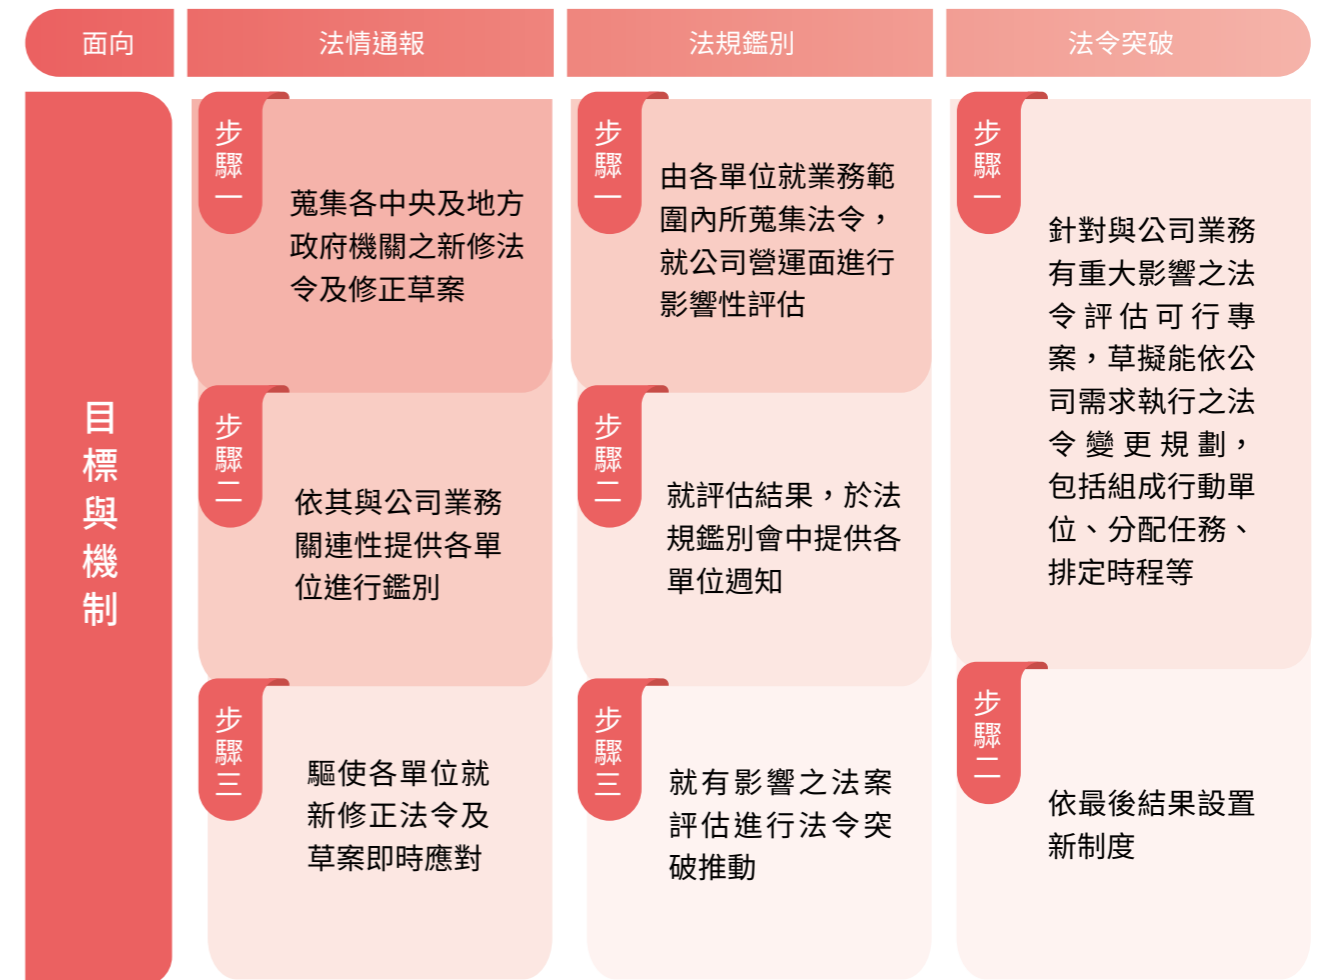 面向
法情通報
法規鑑別
法令突破
目標與機制
步驟一
蒐集各中央及地方
政府機關之新修法
令及修正草案
步驟二
依其與公司業務
關連性提供各單
位進行鑑別
步驟三
驅使各單位就
新修正法令及
草案即時應對
步驟一
由各單位就業務範
圍內所蒐集法令，
就公司營運面進行
影響性評估
步驟二
就評估結果，於法
規鑑別會中提供各
單位週知
步驟三
就有影響之法案
評估進行法令突
破推動
步驟一
針對與公司業務
有重大影響之法
令評估可行專
案，草擬能依公
司需求執行之法
令變更規劃，
包括組成行動單
位、分配任務、
排定時程等
步驟二
依最後結果設置
新制度